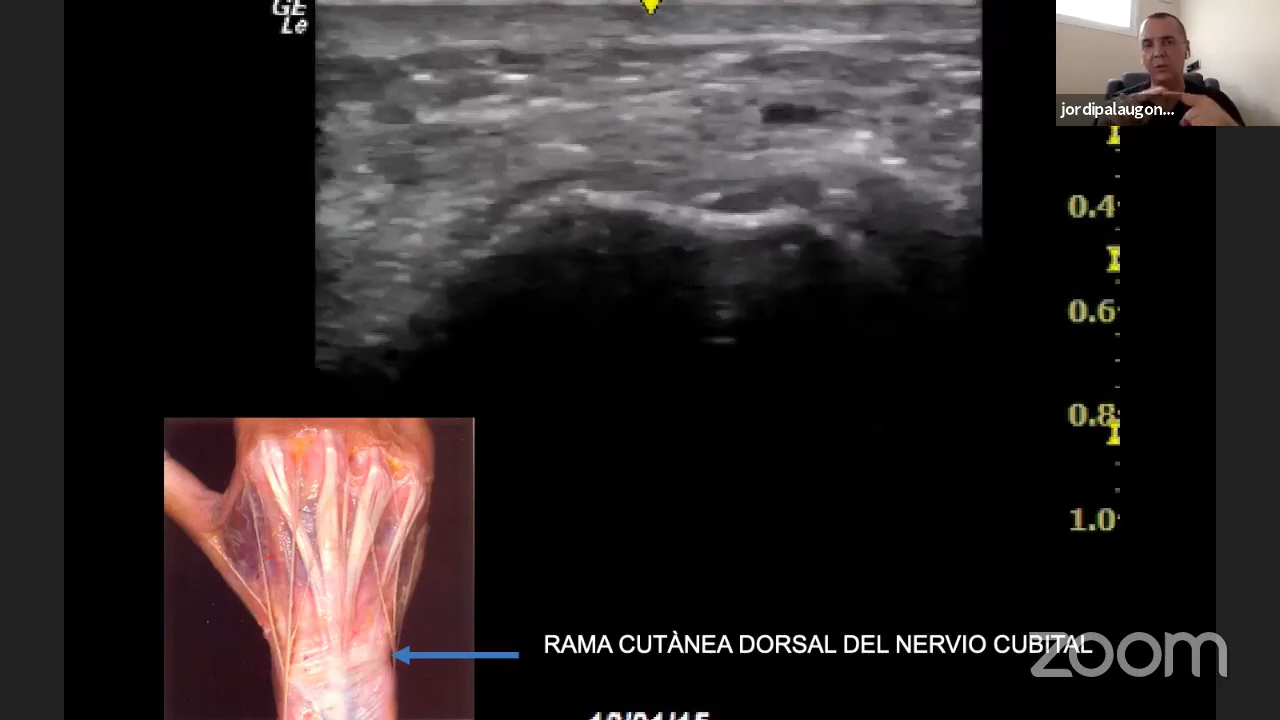 GE
Le
jordipalaugon...
0.4
0.6
0.8
1.0
RAMA CUTÀNEA DORSAL DEL NERVIO CUBITAL
zoom